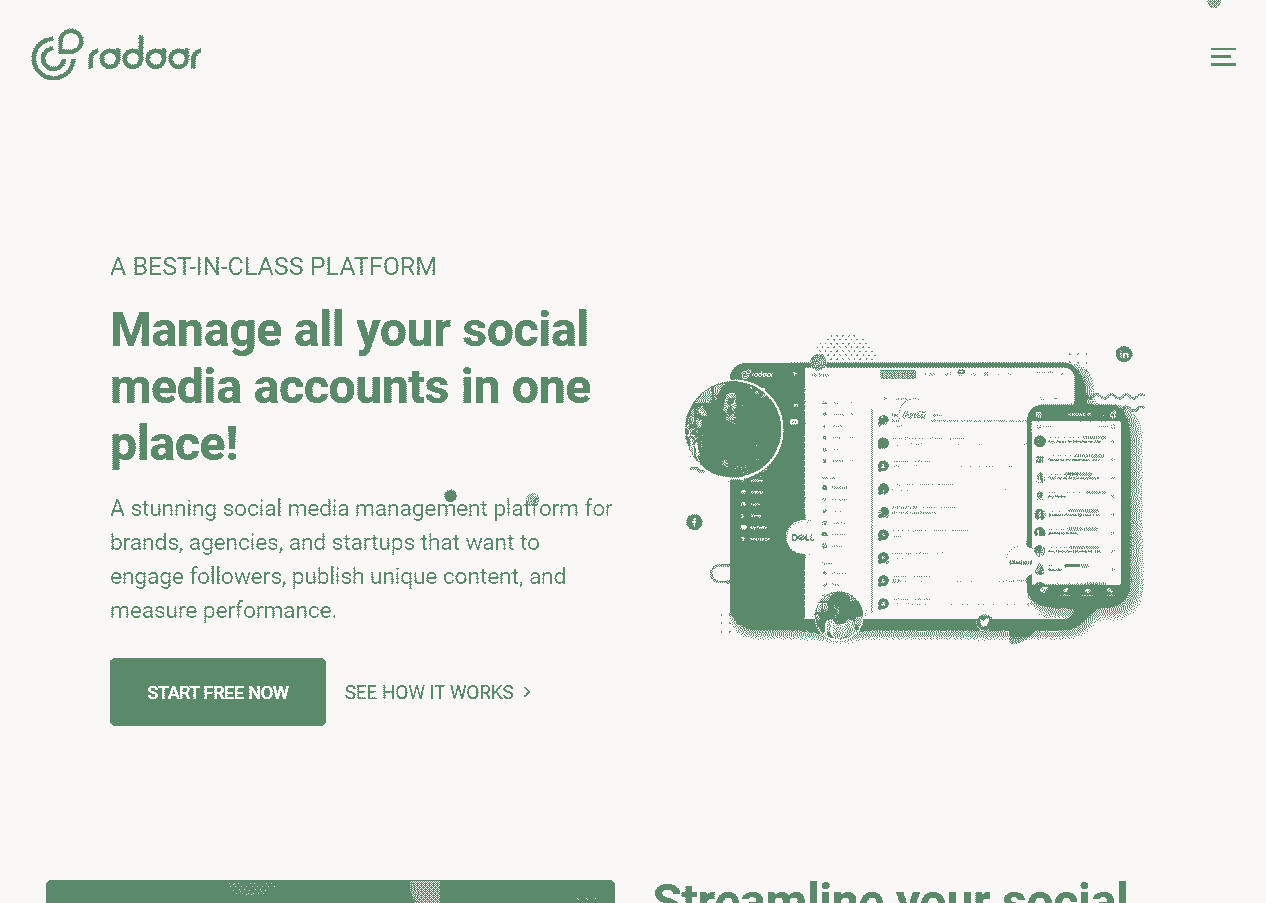 radaar
A BEST-IN-CLASS PLATFORM
Manage all your social
media accounts in one
place!
A stunning social media management platform for
brands, agencies, and startups that want to
engage followers, publish unique content, and
measure performance.
START FREE NOW
SEE HOW IT WORKS
radaar
DELL
Streamline your social